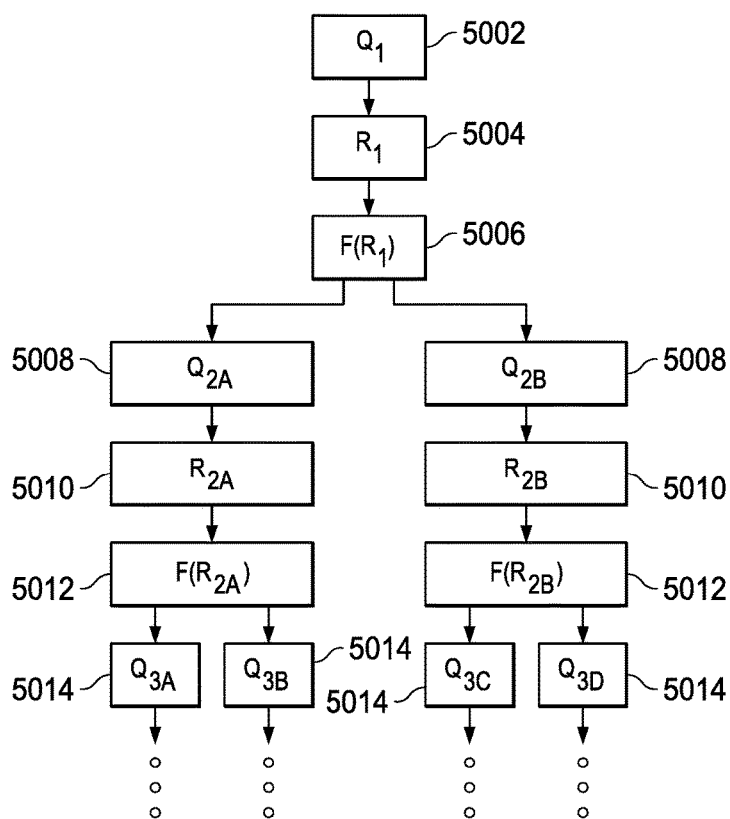 Q1 5002
R1 5004
F(R1) 5006
5008 Q2A Q2B 5008
5010 R2A R2B 5010
5012 F(R2A) F(R2B) 5012
5014 Q3A Q3B 5014 5014 Q3C Q3D 5014